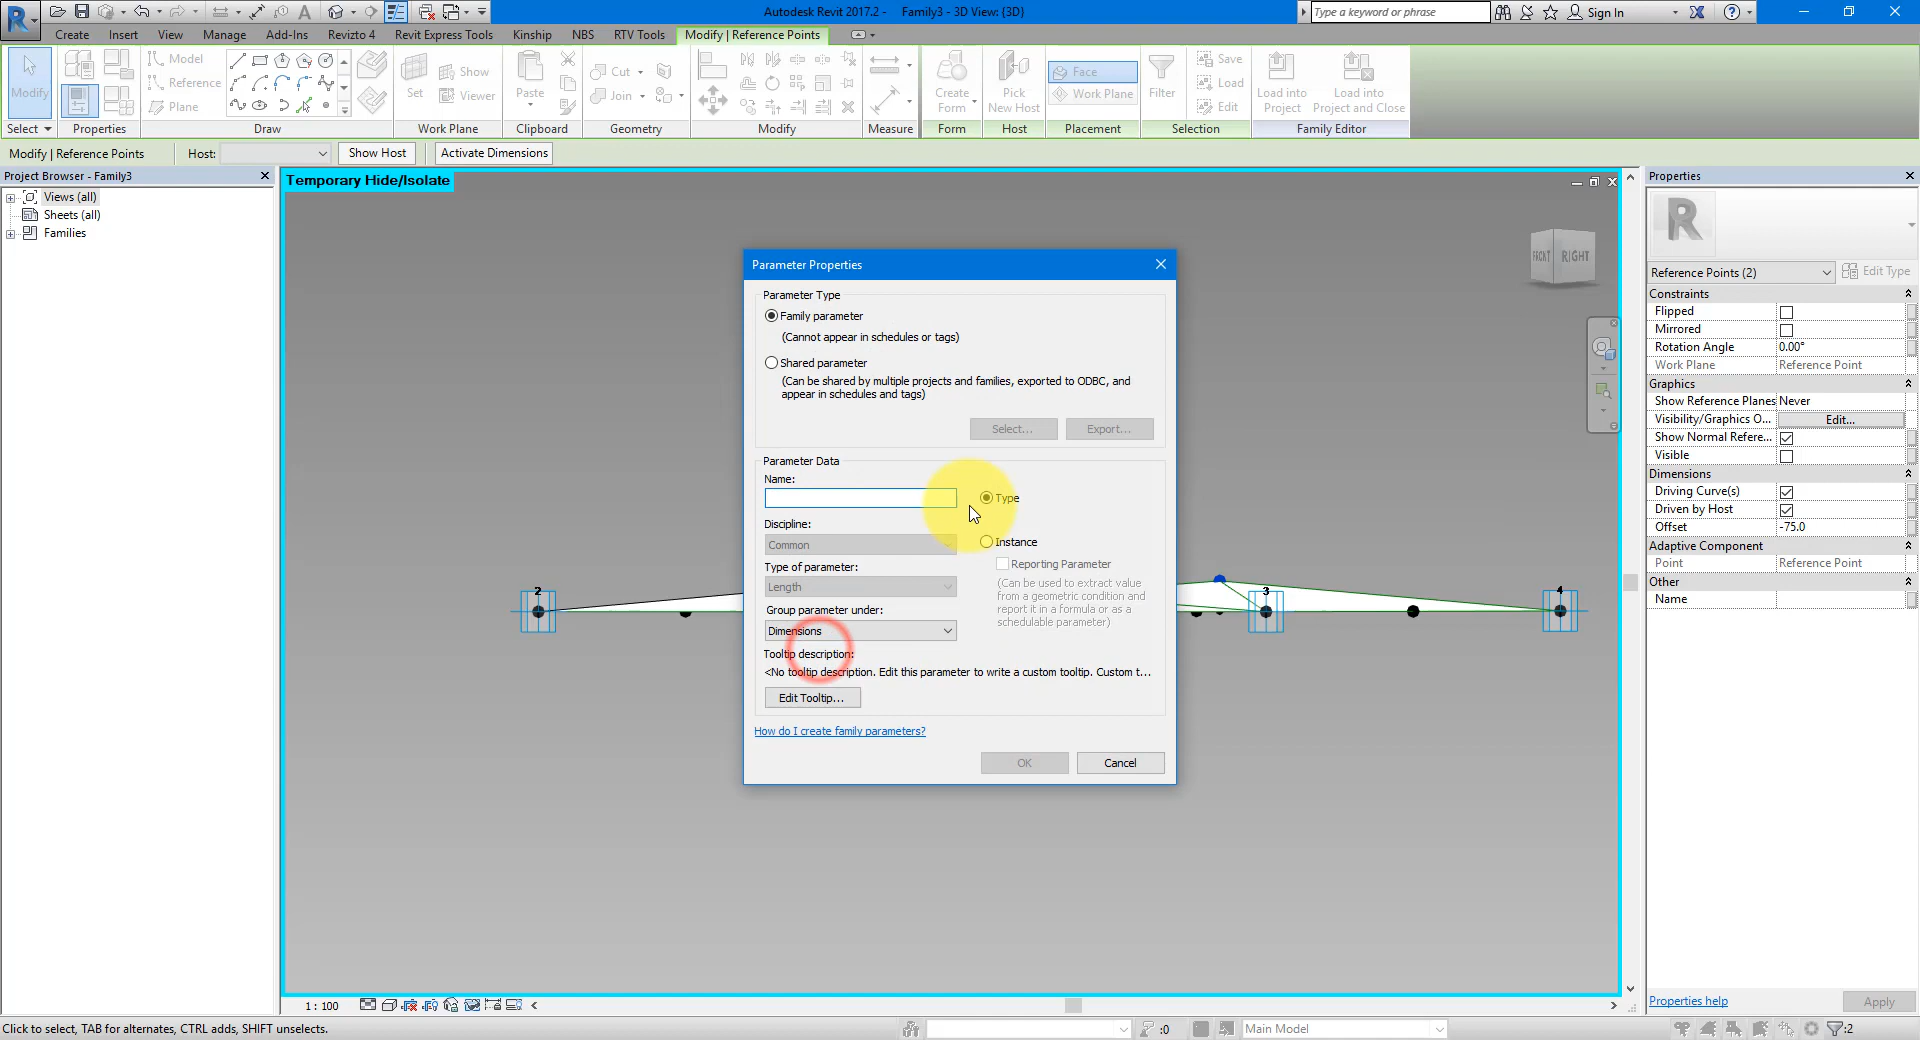 Autodesk Revit 2017.2 - Family3 - 3D View: {3D}
Type a keyword or phrase
Sign In
Create Insert View Manage Add-Ins Revizto 4 Revit Express Tools Kinship NBS RTV Tools Modify | Reference Points
Modify
Model
Reference
Plane
Set
Show
Viewer
Paste
Cut
Join
Create Form
Pick New Host
Face
Work Plane
Filter
Save
Load
Edit
Load into Project
Load into Project and Close
Select Properties Draw Work Plane Clipboard Geometry Modify Measure Form Host Placement Selection Family Editor
Modify | Reference Points Host: Show Host Activate Dimensions
Project Browser - Family3
Views (all)
Sheets (all)
Families
Temporary Hide/Isolate
FRONT RIGHT
2
3
4
Parameter Properties
Parameter Type
Family parameter
(Cannot appear in schedules or tags)
Shared parameter
(Can be shared by multiple projects and families, exported to ODBC, and
appear in schedules and tags)
Select... Export...
Parameter Data
Name:
Type
Discipline:
Common
Instance
Type of parameter:
Reporting Parameter
Length
(Can be used to extract value
from a geometric condition and
report it in a formula or as a
schedulable parameter)
Group parameter under:
Dimensions
Tooltip description:
<No tooltip description. Edit this parameter to write a custom tooltip. Custom t...
Edit Tooltip...
How do I create family parameters?
OK Cancel
Properties
R
Reference Points (2) Edit Type
Constraints
Flipped
Mirrored
Rotation Angle 0.00°
Work Plane Reference Point
Graphics
Show Reference Planes Never
Visibility/Graphics O... Edit...
Show Normal Refere...
Visible
Dimensions
Driving Curve(s)
Driven by Host
Offset -75.0
Adaptive Component
Point Reference Point
Other
Name
Properties help Apply
1 : 100
Click to select, TAB for alternates, CTRL adds, SHIFT unselects.
:0
Main Model
:2